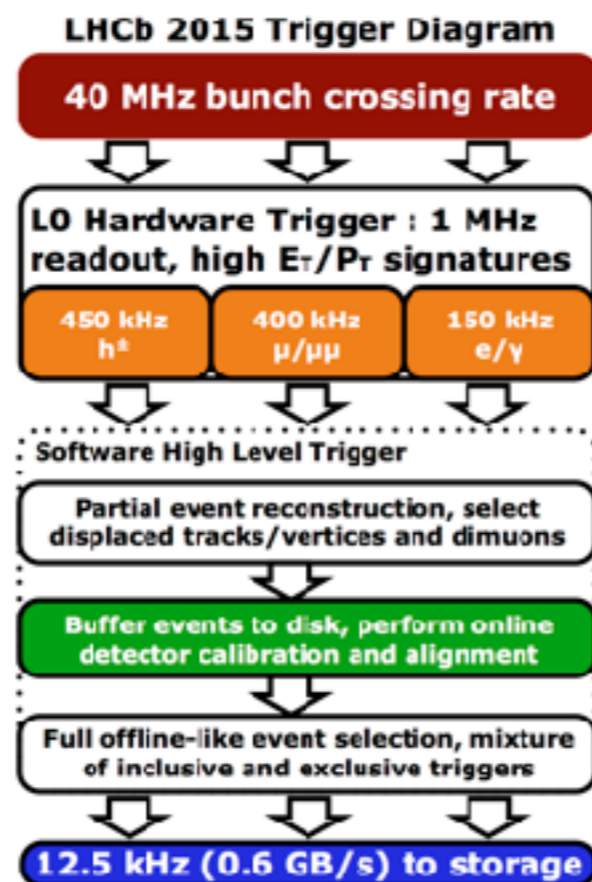 LHCb 2015 Trigger Diagram
40 MHz bunch crossing rate
L0 Hardware Trigger : 1 MHz
readout, high Eᴛ/Pᴛ signatures
450 kHz
h±
400 kHz
μ/μμ
150 kHz
e/γ
Software High Level Trigger
Partial event reconstruction, select
displaced tracks/vertices and dimuons
Buffer events to disk, perform online
detector calibration and alignment
Full offline-like event selection, mixture
of inclusive and exclusive triggers
12.5 kHz (0.6 GB/s) to storage